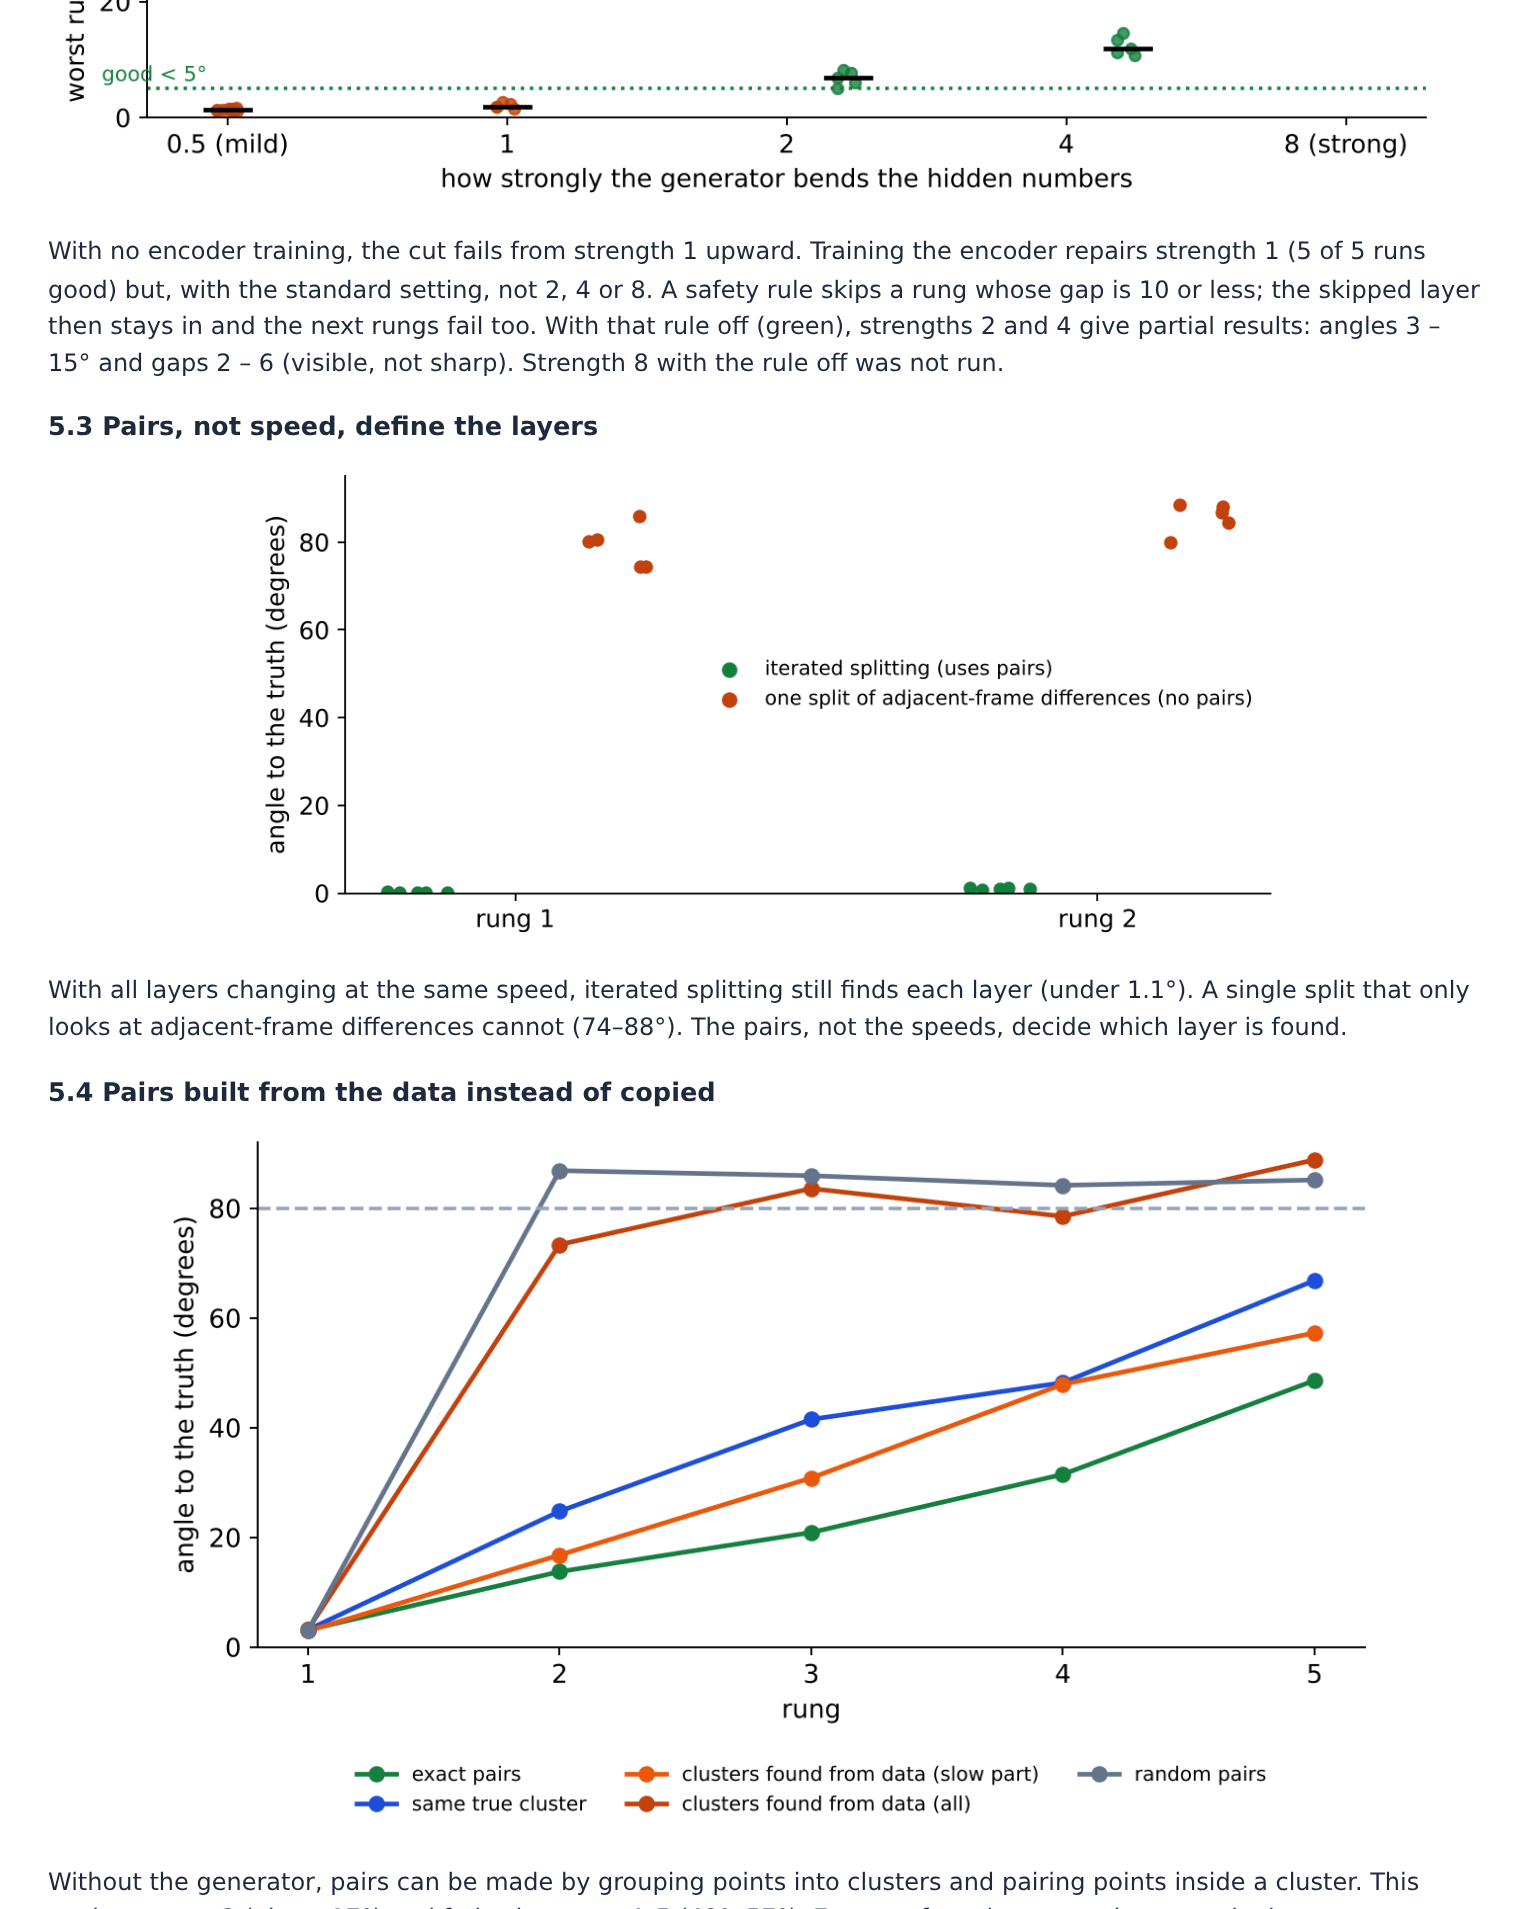 20
worst ru
good < 5°
0
0.5 (mild) 1 2 4 8 (strong)
how strongly the generator bends the hidden numbers
With no encoder training, the cut fails from strength 1 upward. Training the encoder repairs strength 1 (5 of 5 runs
good) but, with the standard setting, not 2, 4 or 8. A safety rule skips a rung whose gap is 10 or less; the skipped layer
then stays in and the next rungs fail too. With that rule off (green), strengths 2 and 4 give partial results: angles 3 –
15° and gaps 2 – 6 (visible, not sharp). Strength 8 with the rule off was not run.
5.3 Pairs, not speed, define the layers
angle to the truth (degrees)
80
60
40
20
0
iterated splitting (uses pairs)
one split of adjacent-frame differences (no pairs)
rung 1 rung 2
With all layers changing at the same speed, iterated splitting still finds each layer (under 1.1°). A single split that only
looks at adjacent-frame differences cannot (74–88°). The pairs, not the speeds, decide which layer is found.
5.4 Pairs built from the data instead of copied
angle to the truth (degrees)
80
60
40
20
0
1 2 3 4 5
rung
exact pairs clusters found from data (slow part) random pairs
same true cluster clusters found from data (all)
Without the generator, pairs can be made by grouping points into clusters and pairing points inside a cluster. This